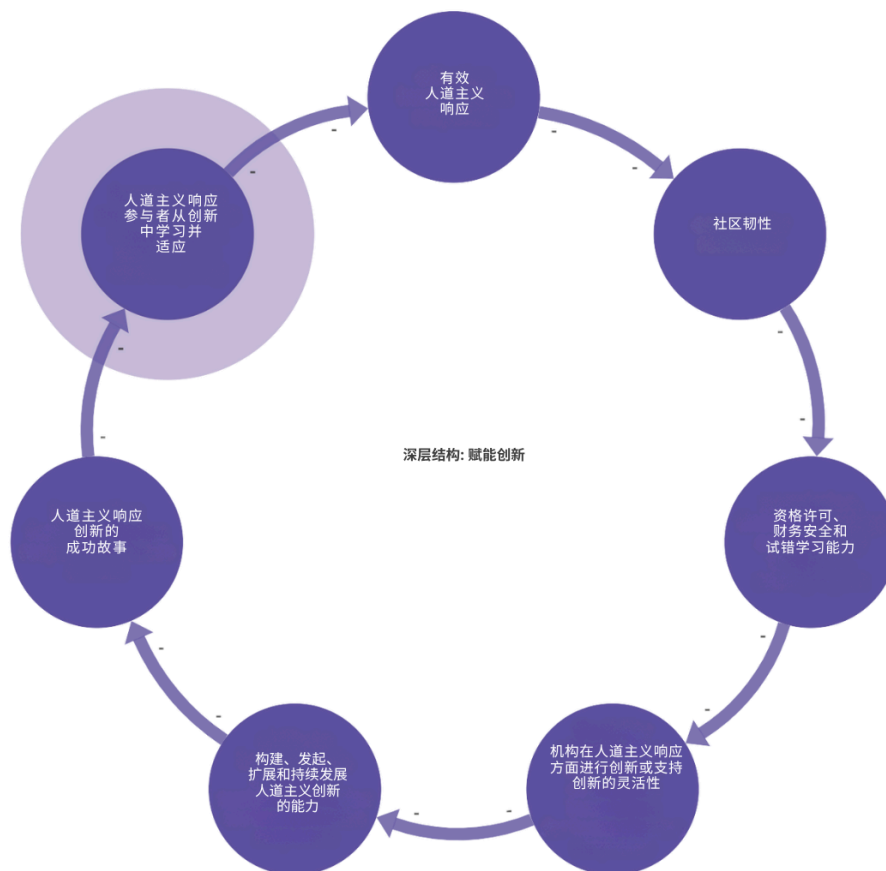 有效
人道主义
响应
社区韧性
资格许可、
财务安全和
试错学习能力
机构在人道主义响应
方面进行创新或支持
创新的灵活性
构建、发起、
扩展和持续发展
人道主义创新
的能力
人道主义响应
创新的
成功故事
人道主义响应
参与者从创新
中学习并
适应
深层结构: 赋能创新